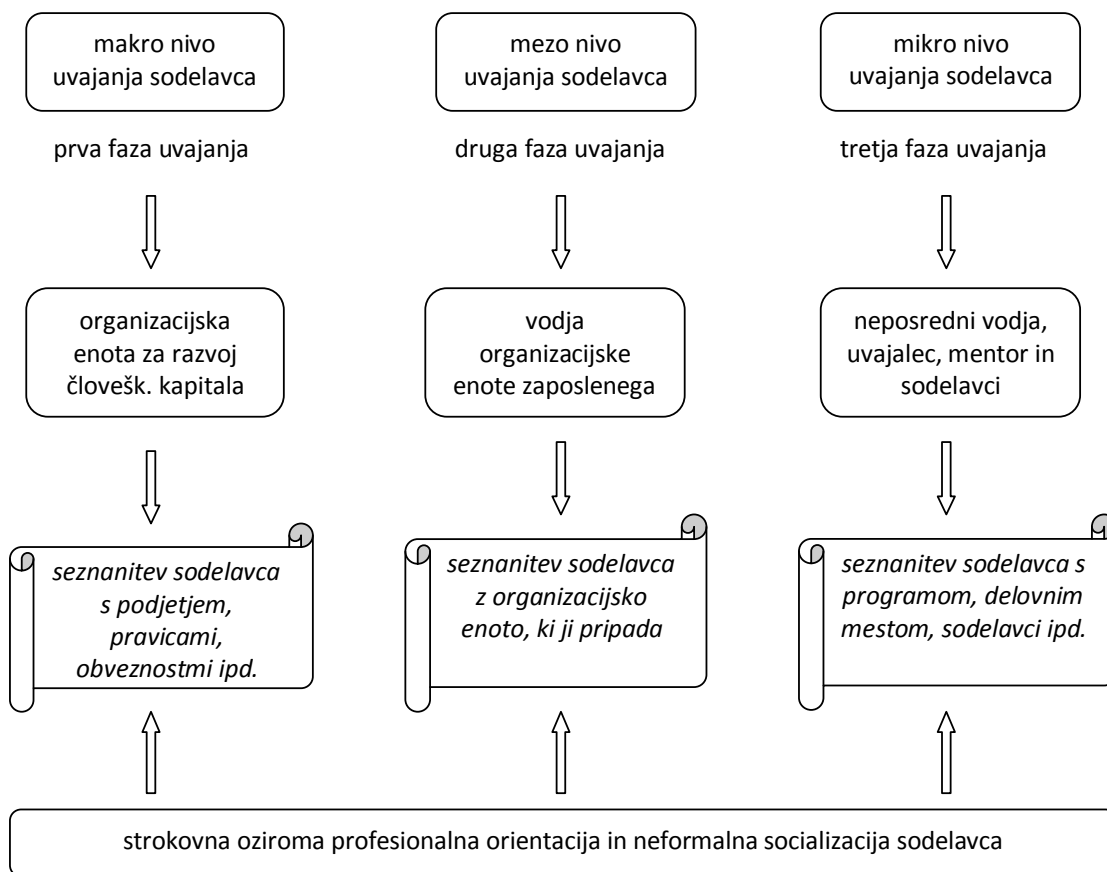 makro nivo
uvajanja sodelavca
mezo nivo
uvajanja sodelavca
mikro nivo
uvajanja sodelavca
prva faza uvajanja
druga faza uvajanja
tretja faza uvajanja
organizacijska
enota za razvoj
človešk. kapitala
vodja
organizacijske
enote zaposlenega
neposredni vodja,
uvajalec, mentor in
sodelavci
seznanitev sodelavca
s podjetjem,
pravicami,
obveznostmi ipd.
seznanitev sodelavca
z organizacijsko
enoto, ki ji pripada
seznanitev sodelavca s
programom, delovnim
mestom, sodelavci ipd.
strokovna oziroma profesionalna orientacija in neformalna socializacija sodelavca